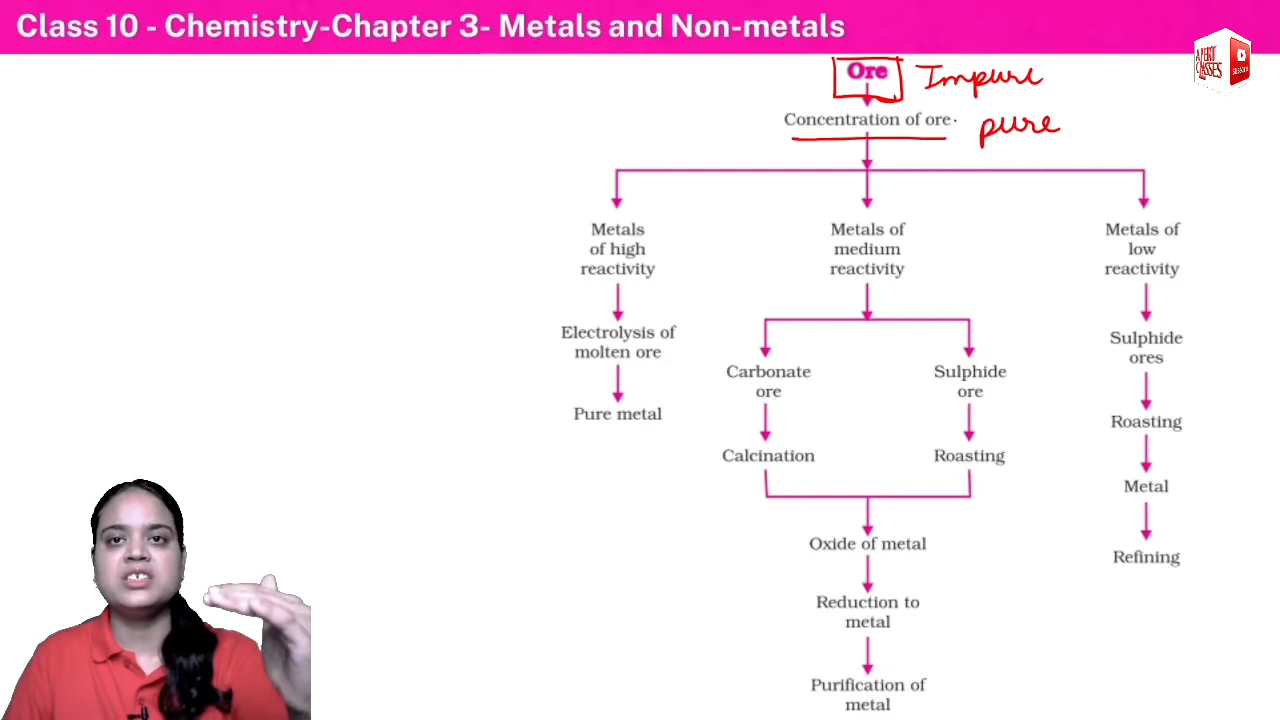 Class 10 - Chemistry-Chapter 3- Metals and Non-metals
ALERT CLASSES
Ore Impure
Concentration of ore pure
Metals
of high
reactivity
Metals of
medium
reactivity
Metals of
low
reactivity
Electrolysis of
molten ore
Sulphide
ores
Carbonate
ore
Sulphide
ore
Pure metal
Roasting
Calcination
Roasting
Metal
Oxide of metal
Refining
Reduction to
metal
Purification of
metal